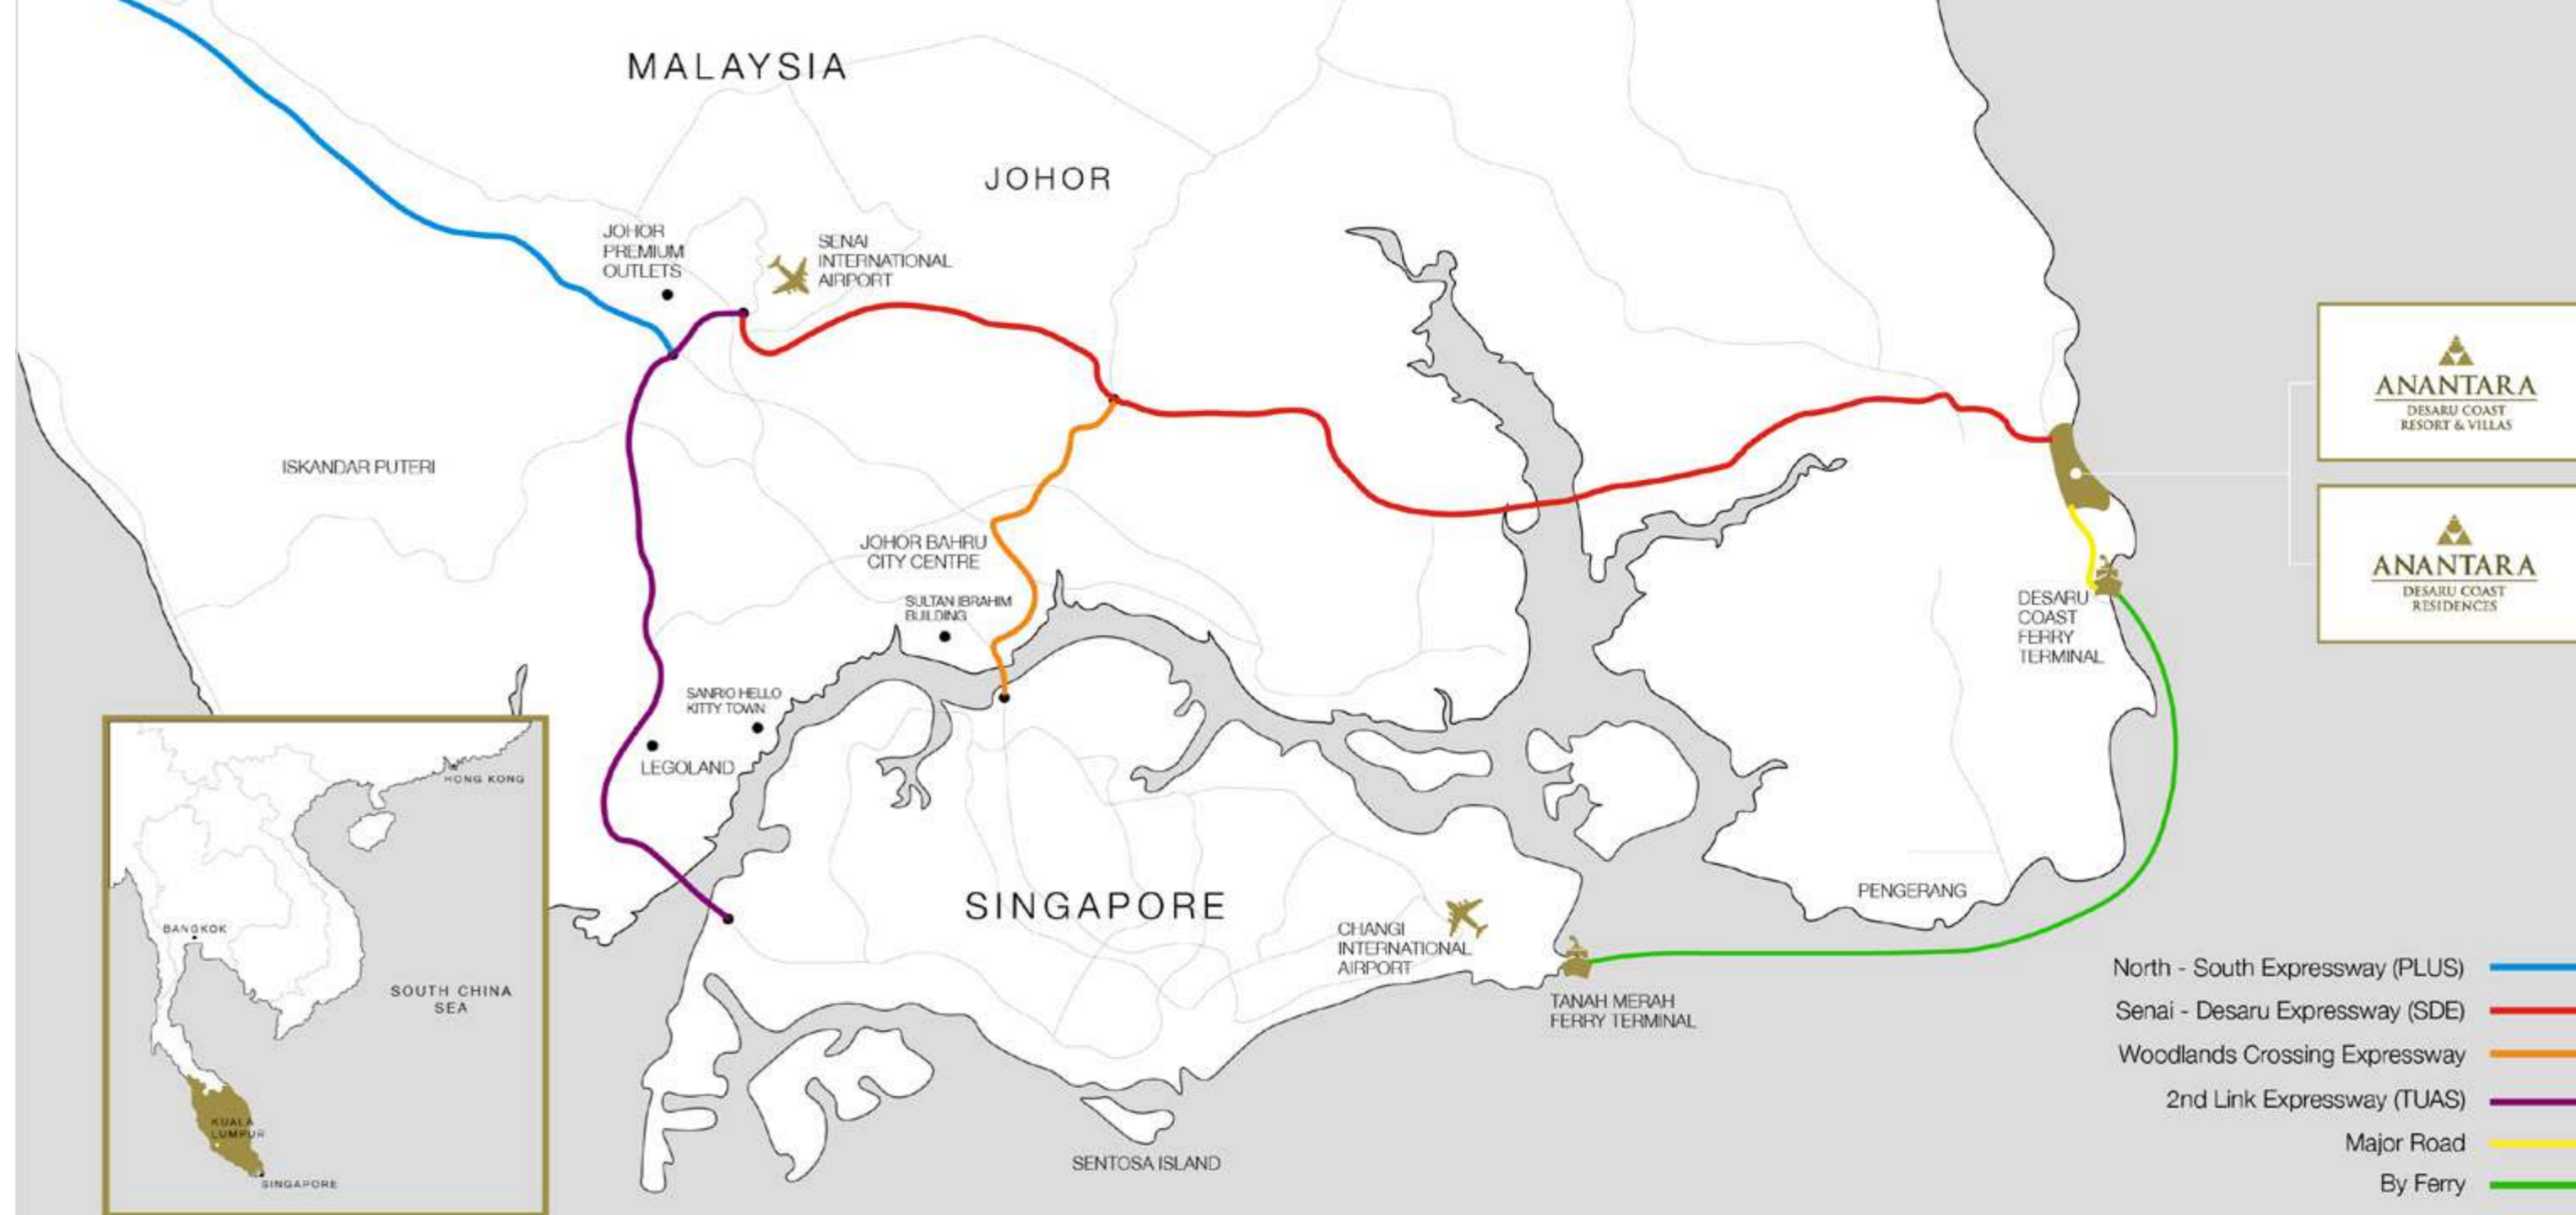 MALAYSIA
JOHOR
JOHOR
PREMIUM
OUTLETS
SENAI
INTERNATIONAL
AIRPORT
ANANTARA
DESARU COAST
RESORT & VILLAS
ISKANDAR PUTERI
ANANTARA
DESARU COAST
RESIDENCES
JOHOR BAHRU
CITY CENTRE
SULTAN IBRAHIM
BUILDING
DESARU
COAST
FERRY
TERMINAL
SANRIO HELLO
KITTY TOWN
LEGOLAND
HONG KONG
BANGKOK
SOUTH CHINA
SEA
KUALA
LUMPUR
SINGAPORE
SINGAPORE
CHANGI
INTERNATIONAL
AIRPORT
PENGERANG
TANAH MERAH
FERRY TERMINAL
SENTOSA ISLAND
North - South Expressway (PLUS)
Senai - Desaru Expressway (SDE)
Woodlands Crossing Expressway
2nd Link Expressway (TUAS)
Major Road
By Ferry